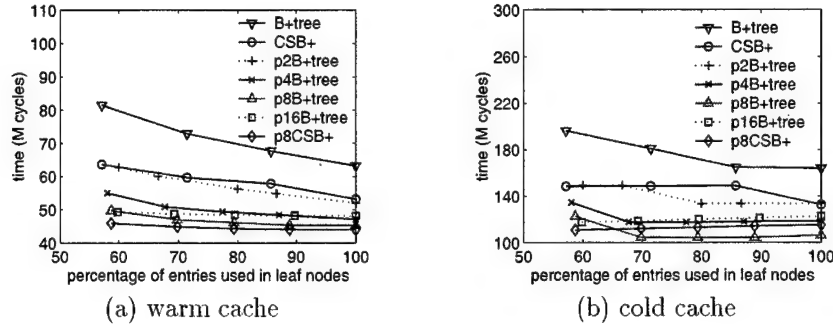 110
100
90
80
70
60
50
40
time (M cycles)
B+tree
CSB+
p2B+tree
p4B+tree
p8B+tree
p16B+tree
p8CSB+
50 60 70 80 90 100
percentage of entries used in leaf nodes
(a) warm cache
300
260
220
180
140
100
time (M cycles)
B+tree
CSB+
p2B+tree
p4B+tree
p8B+tree
p16B+tree
p8CSB+
50 60 70 80 90 100
percentage of entries used in leaf nodes
(b) cold cache